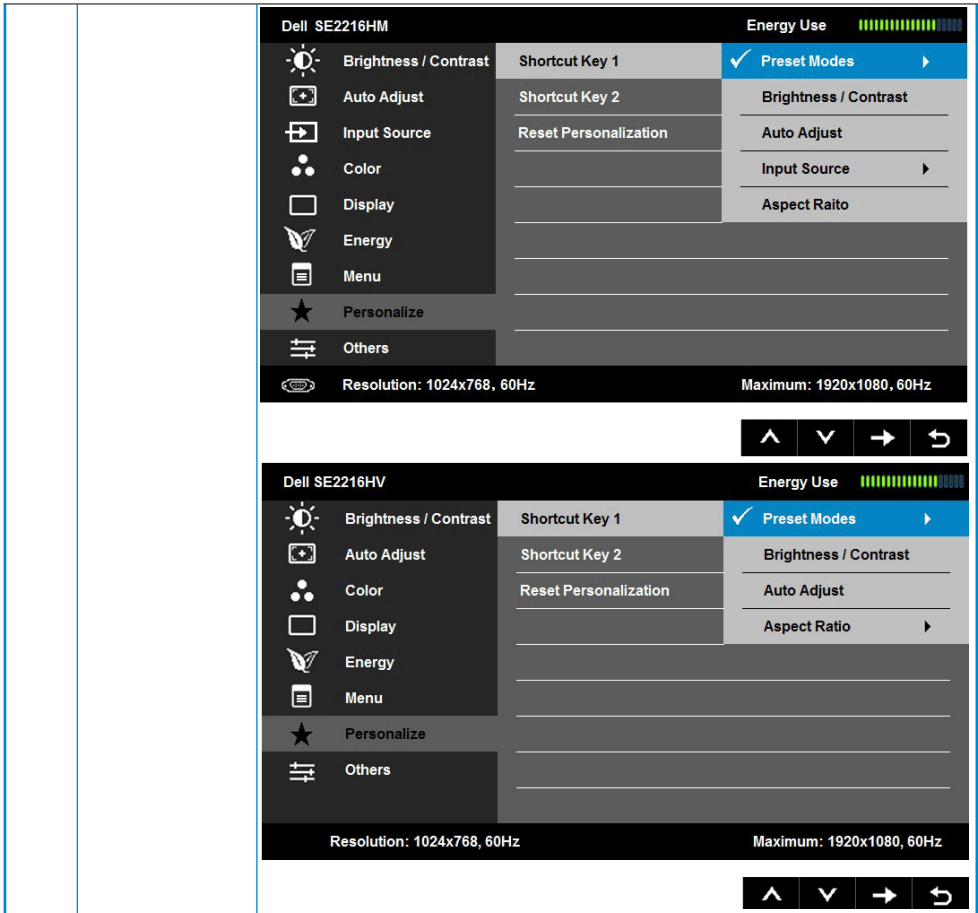 Dell SE2216HM Energy Use
Brightness / Contrast Shortcut Key 1 Preset Modes
Auto Adjust Shortcut Key 2 Brightness / Contrast
Input Source Reset Personalization Auto Adjust
Color Input Source
Display Aspect Raito
Energy
Menu
Personalize
Others
Resolution: 1024x768, 60Hz Maximum: 1920x1080, 60Hz
Dell SE2216HV Energy Use
Brightness / Contrast Shortcut Key 1 Preset Modes
Auto Adjust Shortcut Key 2 Brightness / Contrast
Color Reset Personalization Auto Adjust
Display Aspect Ratio
Energy
Menu
Personalize
Others
Resolution: 1024x768, 60Hz Maximum: 1920x1080, 60Hz